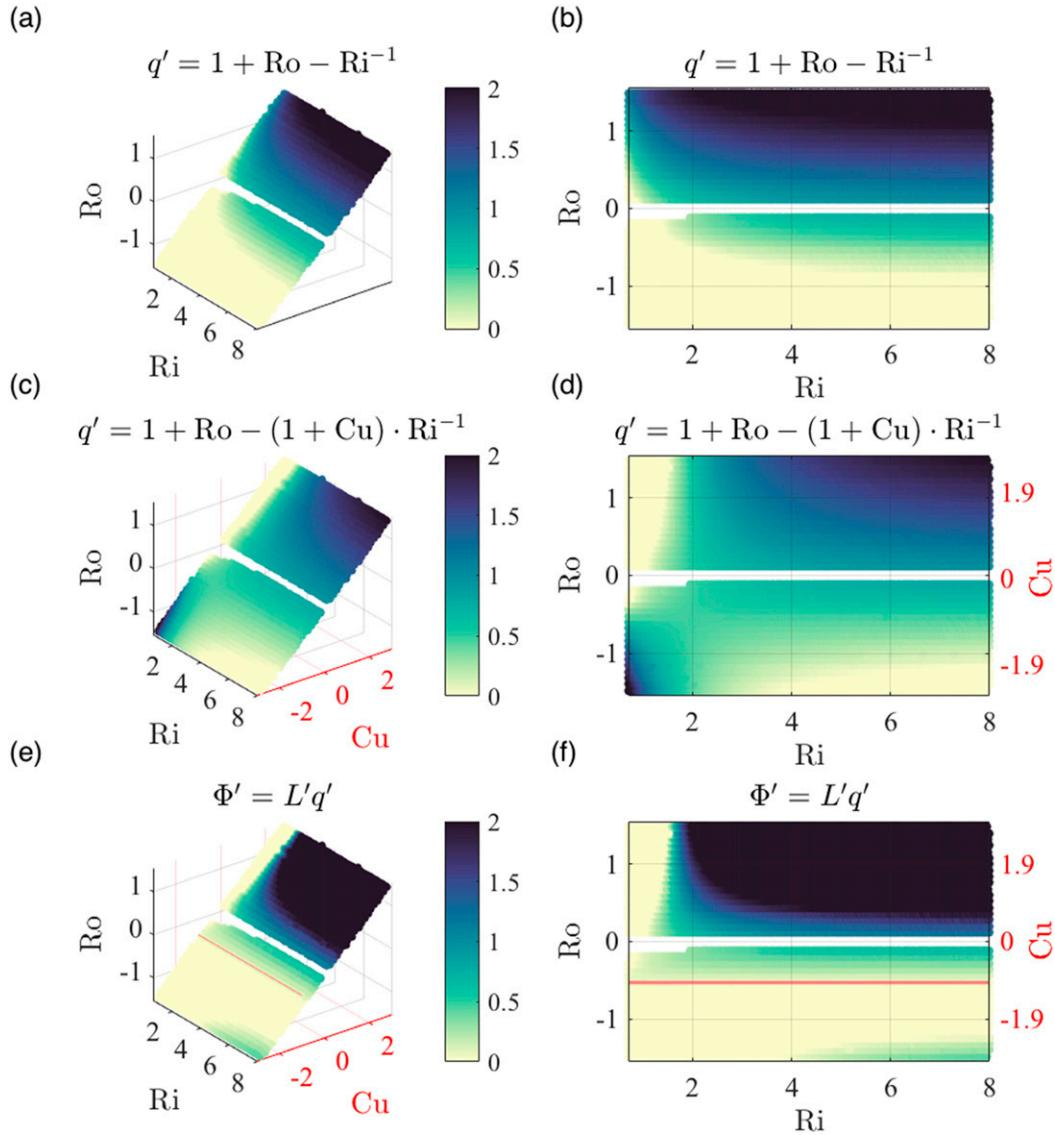 (a)
q′ = 1 + Ro − Ri⁻¹
Ro
1
0
-1
2
4
6
8
Ri
2
1.5
1
0.5
0
(b)
q′ = 1 + Ro − Ri⁻¹
Ro
1
0
-1
2
4
6
8
Ri
(c)
q′ = 1 + Ro − (1 + Cu) · Ri⁻¹
Ro
1
0
-1
2
4
6
8
Ri
-2
0
2
Cu
2
1.5
1
0.5
0
(d)
q′ = 1 + Ro − (1 + Cu) · Ri⁻¹
Ro
1
0
-1
2
4
6
8
Ri
1.9
0
-1.9
Cu
(e)
Φ′ = L′q′
Ro
1
0
-1
2
4
6
8
Ri
-2
0
2
Cu
2
1.5
1
0.5
0
(f)
Φ′ = L′q′
Ro
1
0
-1
2
4
6
8
Ri
1.9
0
-1.9
Cu